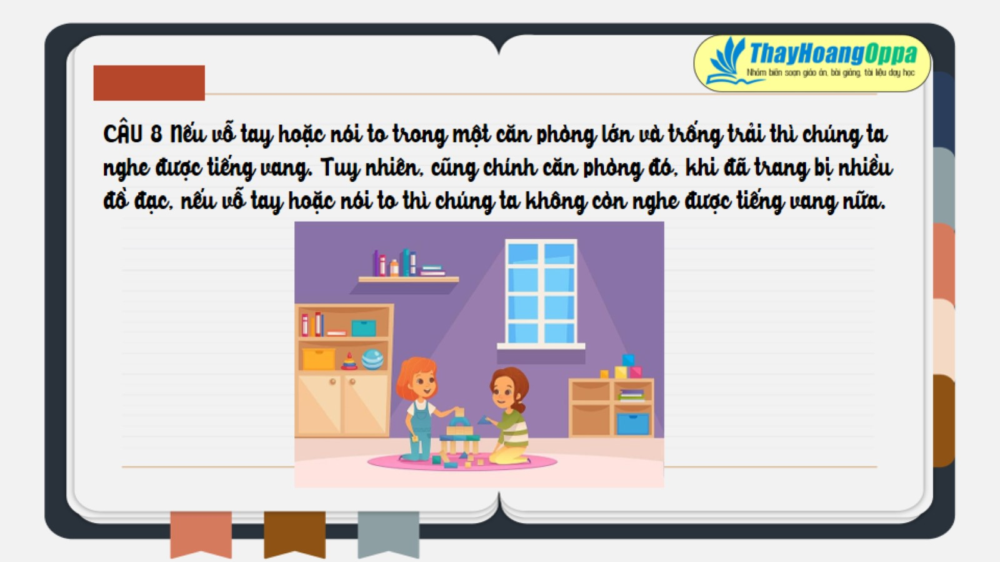 ThayHoangOppa
Nhóm biên soạn giáo án, bài giảng, tài liệu dạy học
CÂU 8 Nếu vỗ tay hoặc nói to trong một căn phòng lớn và trống trải thì chúng ta
nghe được tiếng vang. Tuy nhiên, cũng chính căn phòng đó, khi đã trang bị nhiều
đồ đạc, nếu vỗ tay hoặc nói to thì chúng ta không còn nghe được tiếng vang nữa.